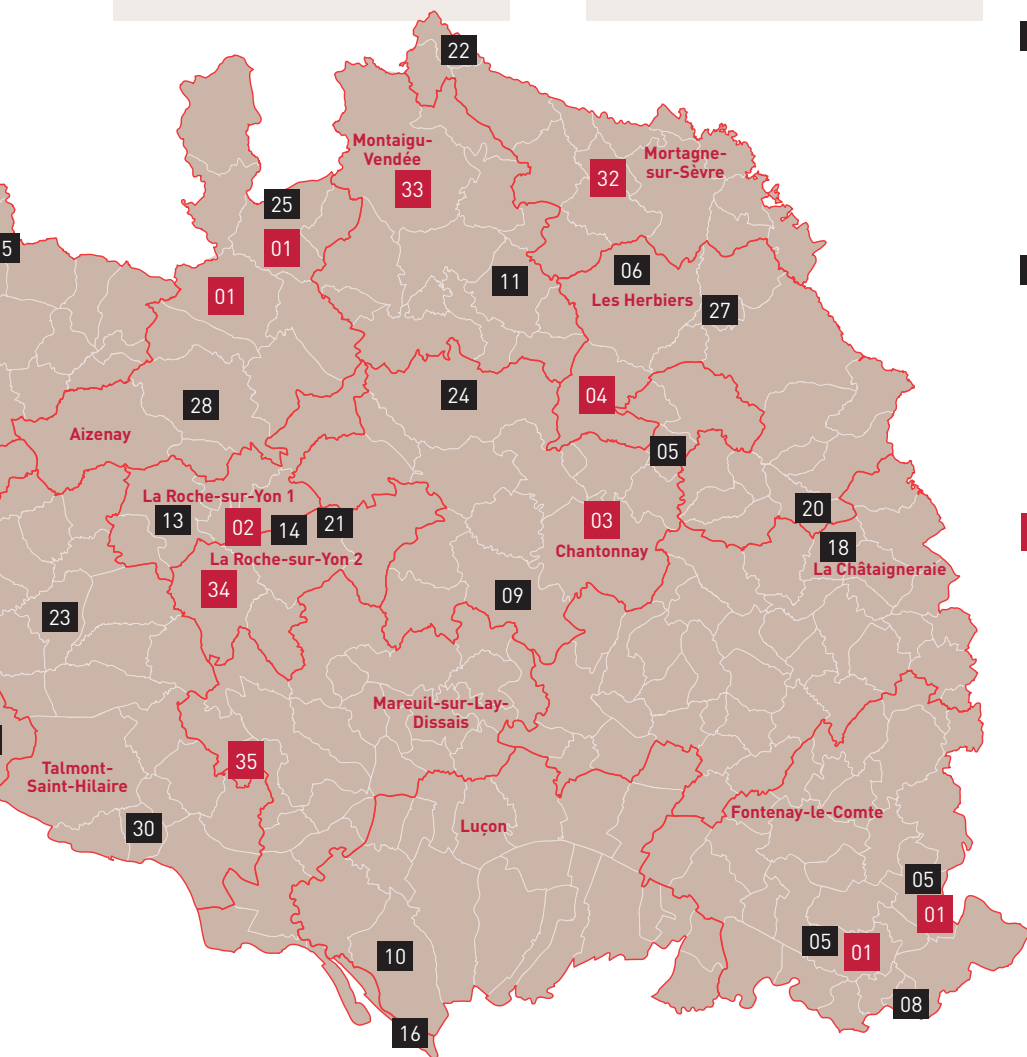 22
Montaigu-
Vendée
33
32
Mortagne-
sur-Sèvre
25
01
5
01
11
06
Les Herbiers
27
28
24
04
Aizenay
05
La Roche-sur-Yon 1
13
02
14
21
03
Chantonnay
20
18
La Châtaigneraie
La Roche-sur-Yon 2
34
09
23
Mareuil-sur-Lay-
Dissais
35
Talmont-
Saint-Hilaire
30
Luçon
Fontenay-le-Comte
05
01
05
01
10
08
16